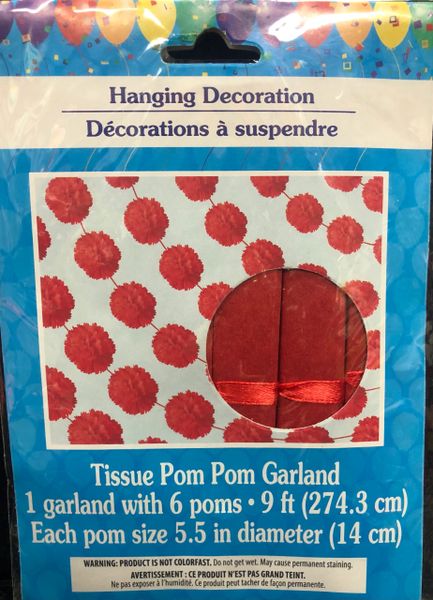 Hanging Decoration
Décorations à suspendre
Tissue Pom Pom Garland
1 garland with 6 poms • 9 ft (274.3 cm)
Each pom size 5.5 in diameter (14 cm)
WARNING: PRODUCT IS NOT COLORFAST. Do not get wet. May cause permanent staining.
AVERTISSEMENT : CE PRODUIT N'EST PAS GRAND TEINT.
Ne pas exposer à l'humidité. Ce produit peut tacher de façon permanente.